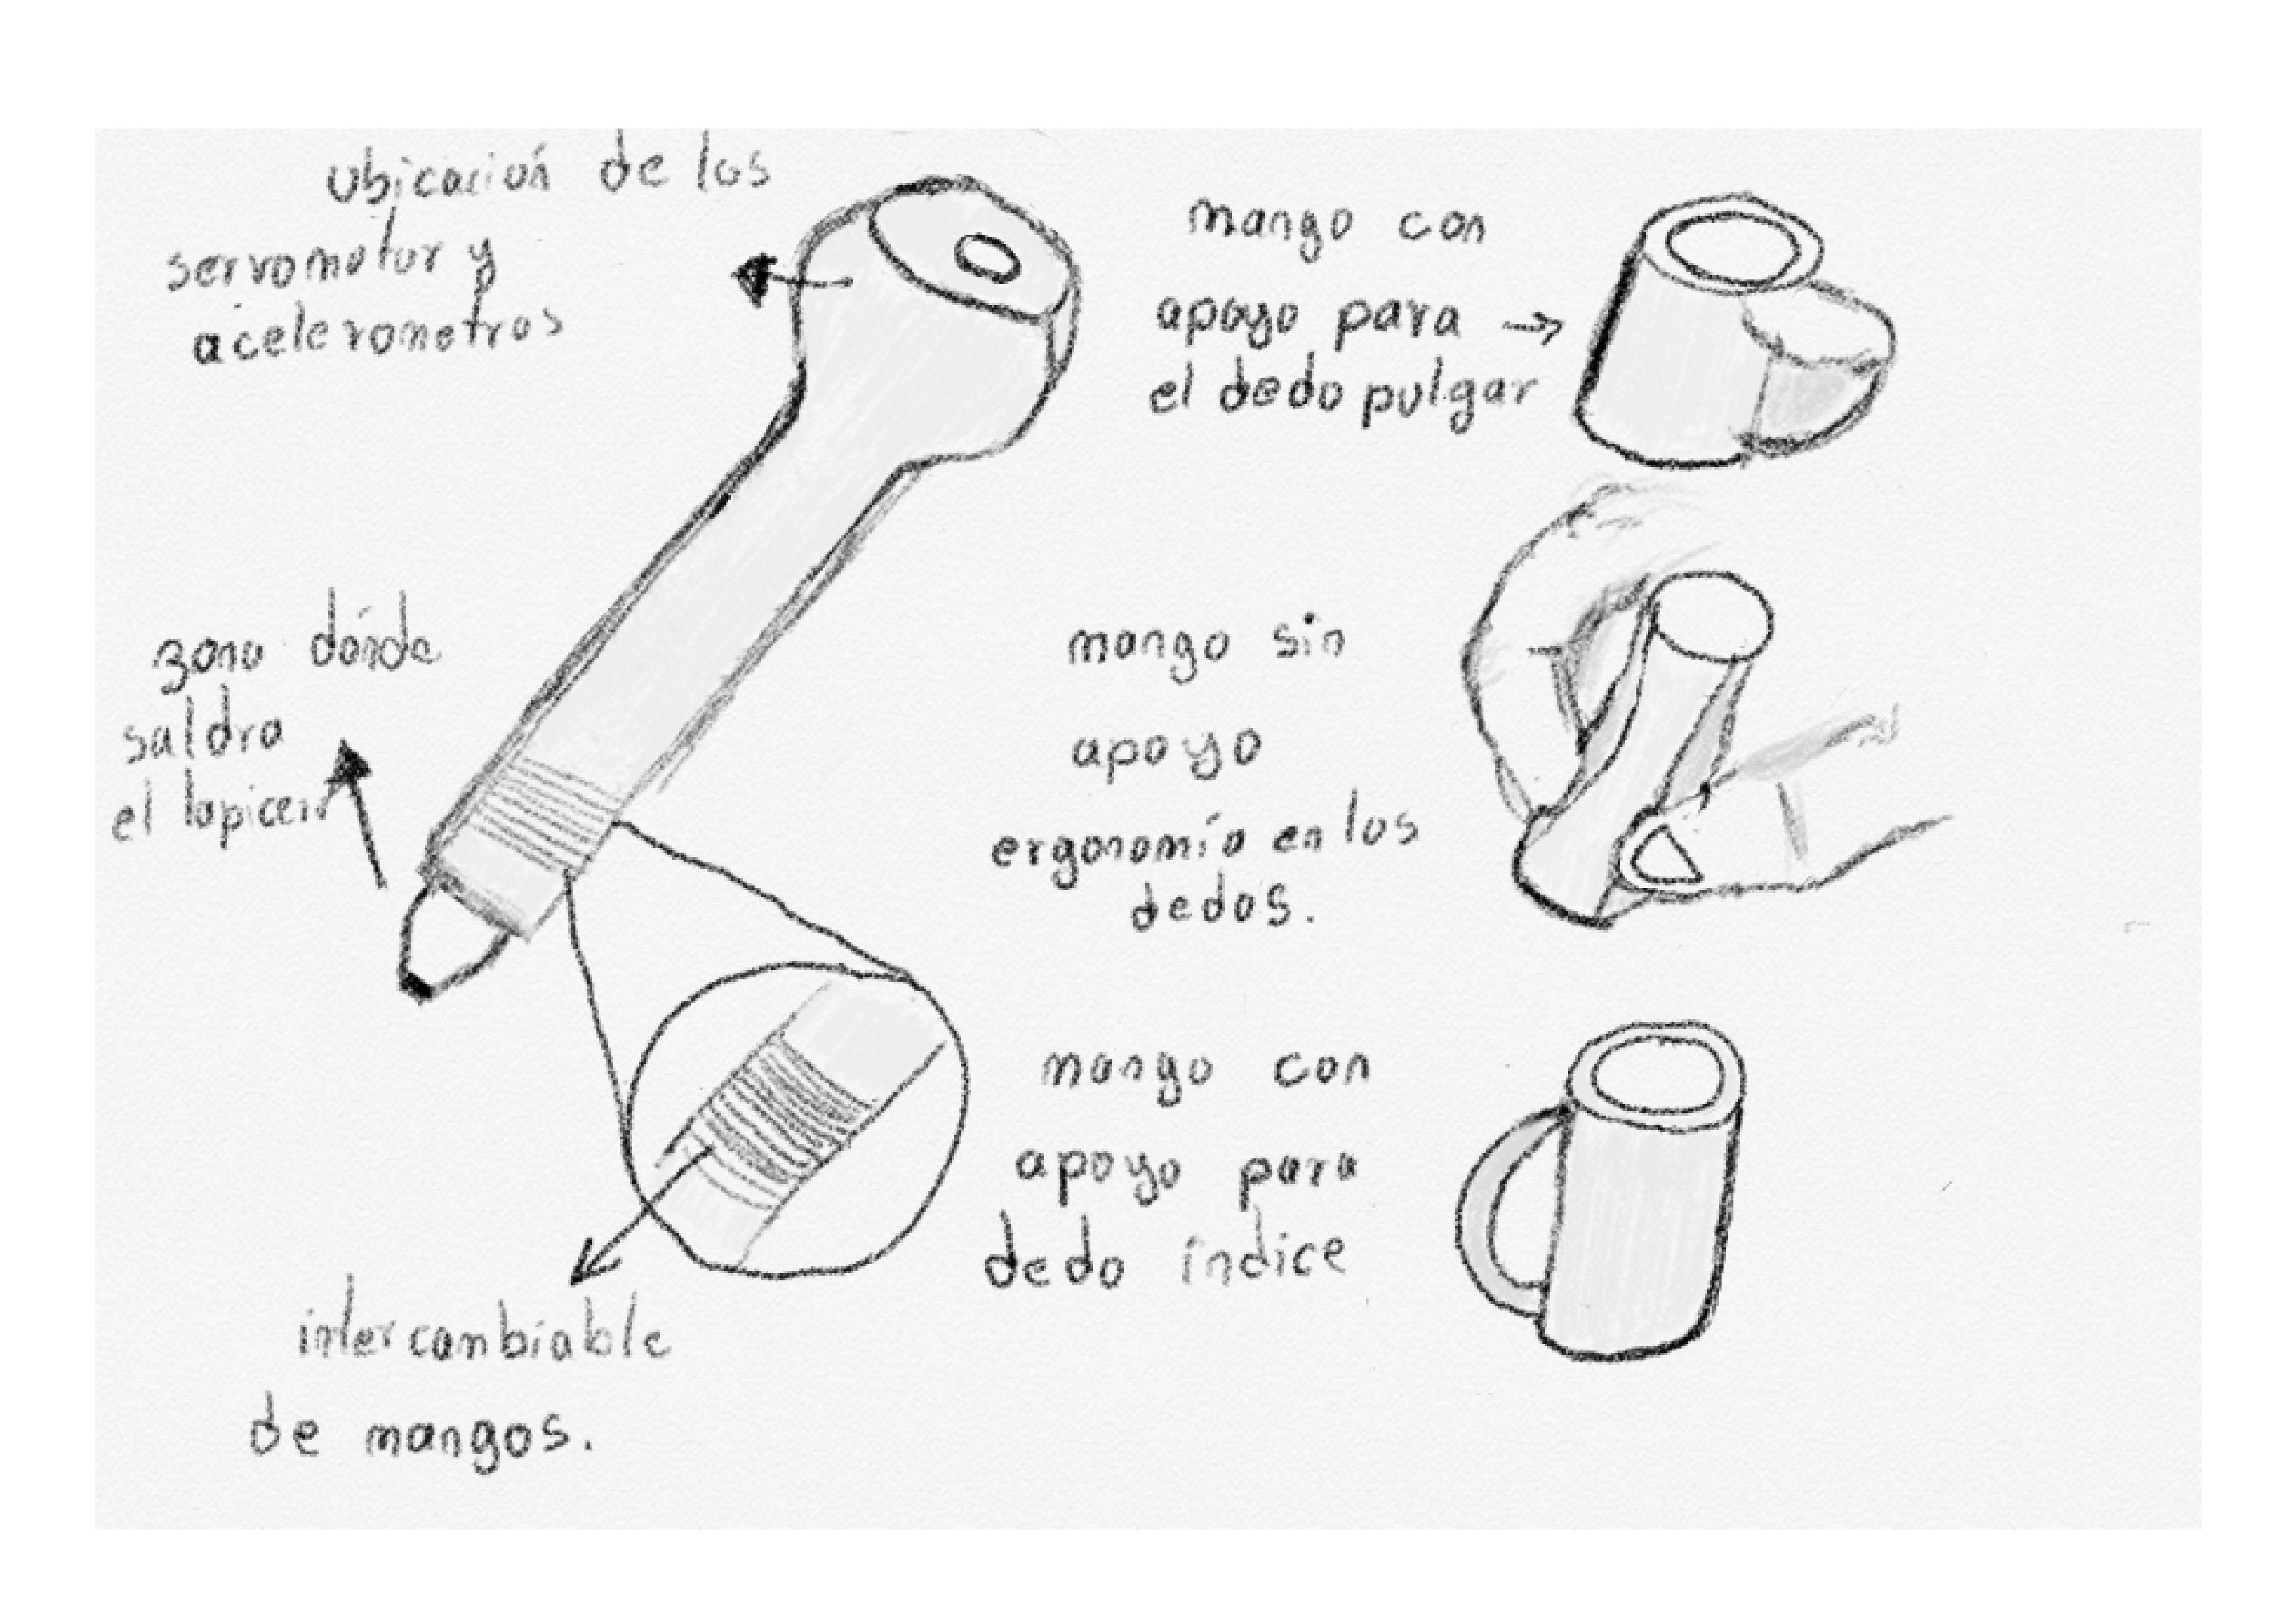 ubicación de los
servomotor y
acelerometros
zona dónde
saldra
el lapicero
intercambiable
de mangos.
mango con
apoyo para →
el dedo pulgar
mango sin
apoyo
ergonomía en los
dedos.
mango con
apoyo para
dedo índice